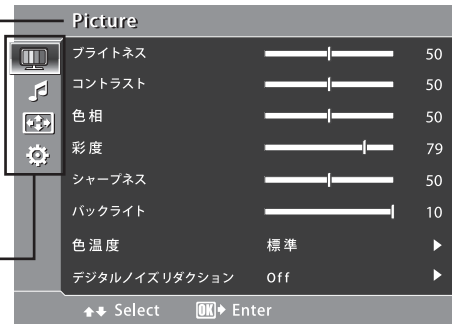 Picture
ブライトネス 50
コントラスト 50
色相 50
彩度 79
シャープネス 50
バックライト 10
色温度 標準
デジタルノイズリダクション Off
Select OK Enter